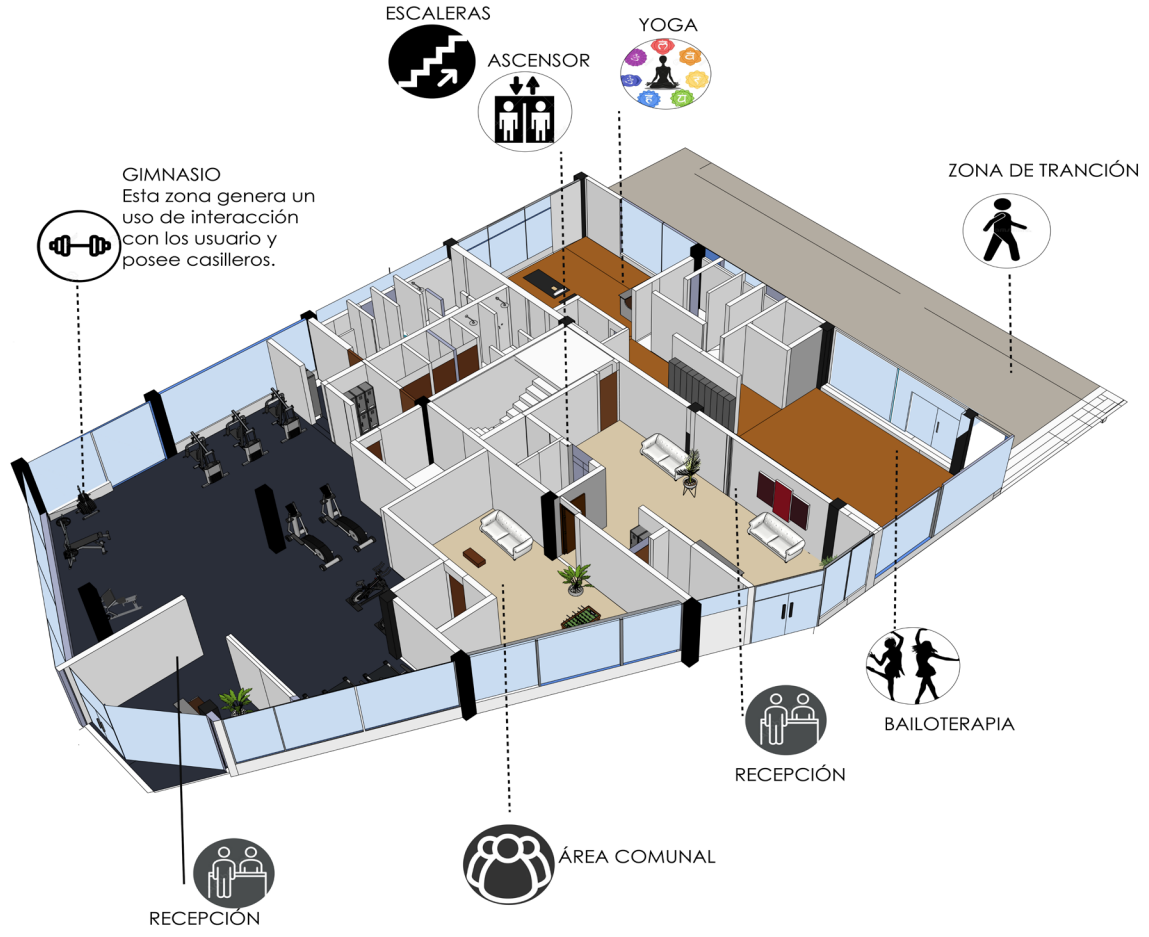 ESCALERAS
YOGA
ASCENSOR
GIMNASIO
Esta zona genera un
uso de interacción
con los usuario y
posee casilleros.
ZONA DE TRANCIÓN
BAILOTERAPIA
RECEPCIÓN
ÁREA COMUNAL
RECEPCIÓN